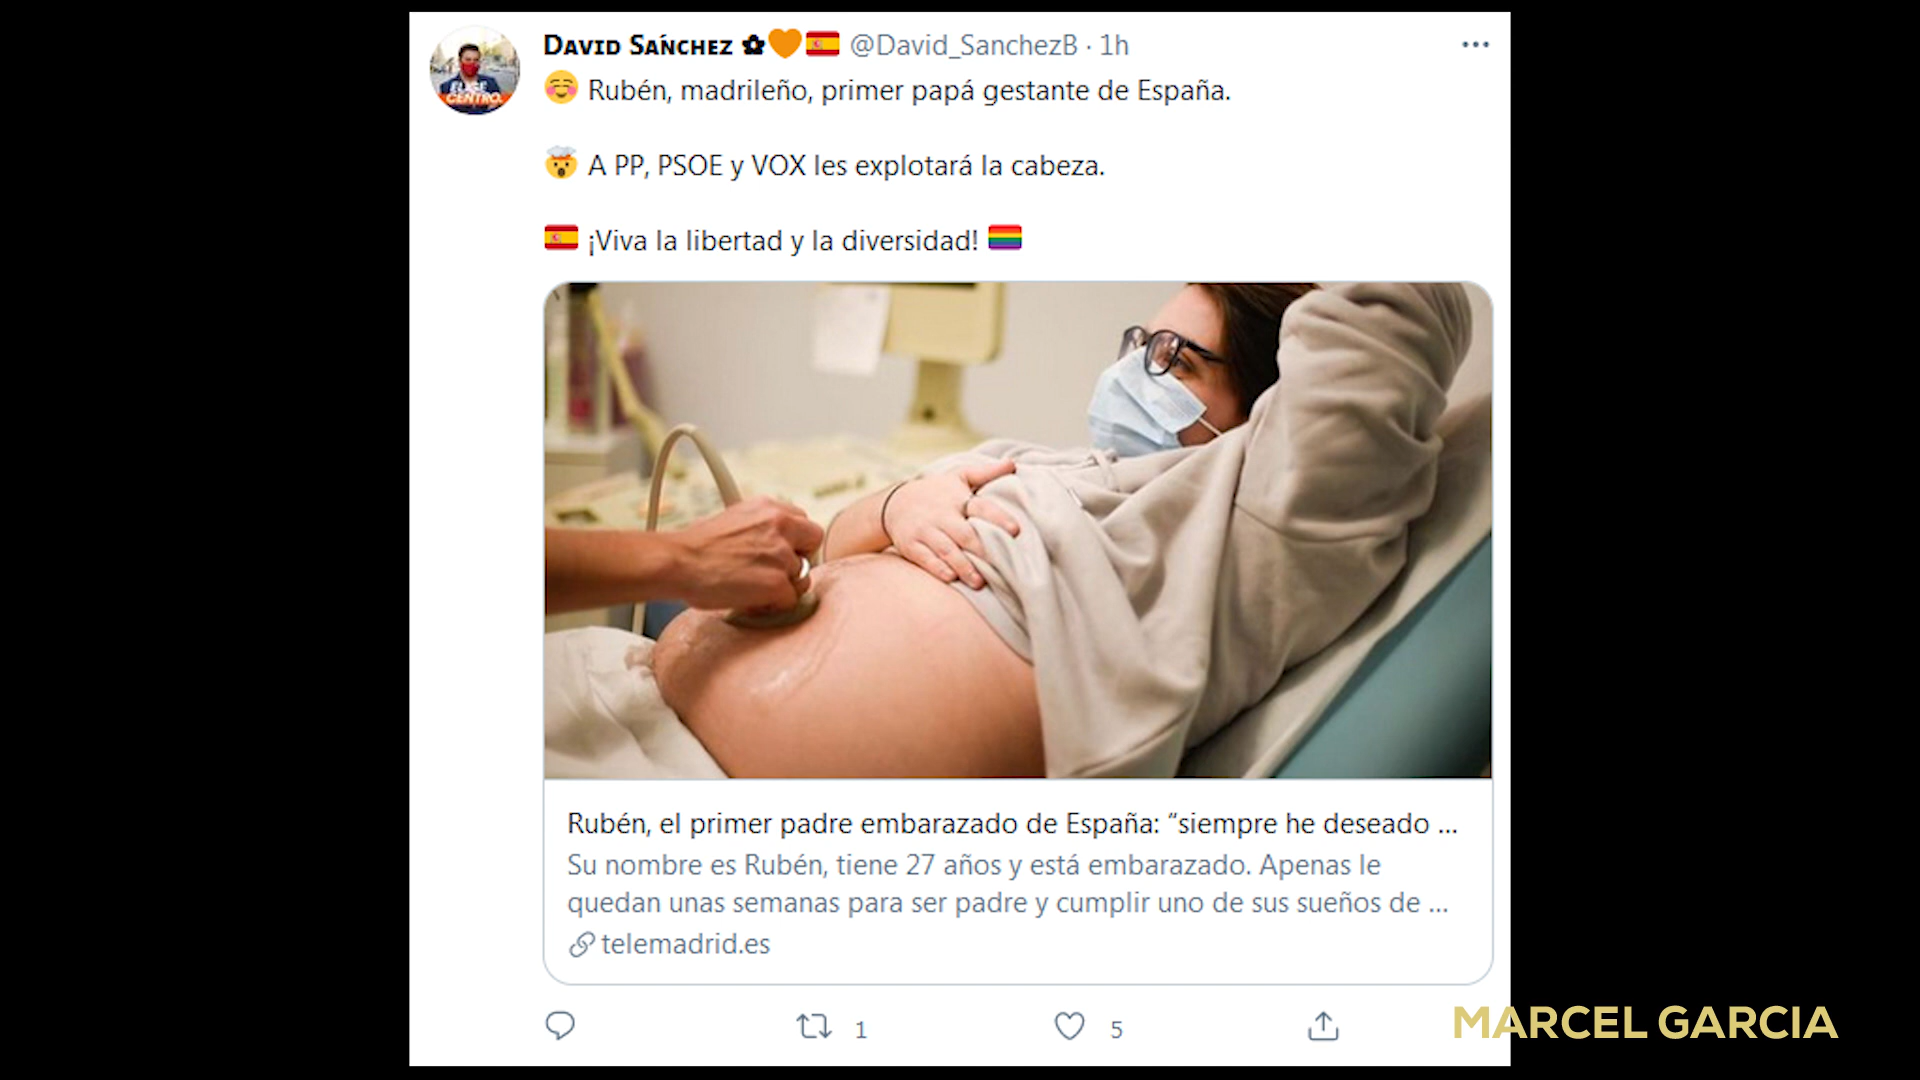 David Sánchez ✿🧡🇪🇸 @David_SanchezB · 1h
☺️ Rubén, madrileño, primer papá gestante de España.
🤯 A PP, PSOE y VOX les explotará la cabeza.
🇪🇸 ¡Viva la libertad y la diversidad! 🏳️‍🌈
ELIGE
CENTRO.
Rubén, el primer padre embarazado de España: “siempre he deseado ...
Su nombre es Rubén, tiene 27 años y está embarazado. Apenas le
quedan unas semanas para ser padre y cumplir uno de sus sueños de ...
telemadrid.es
1
5
MARCEL GARCIA